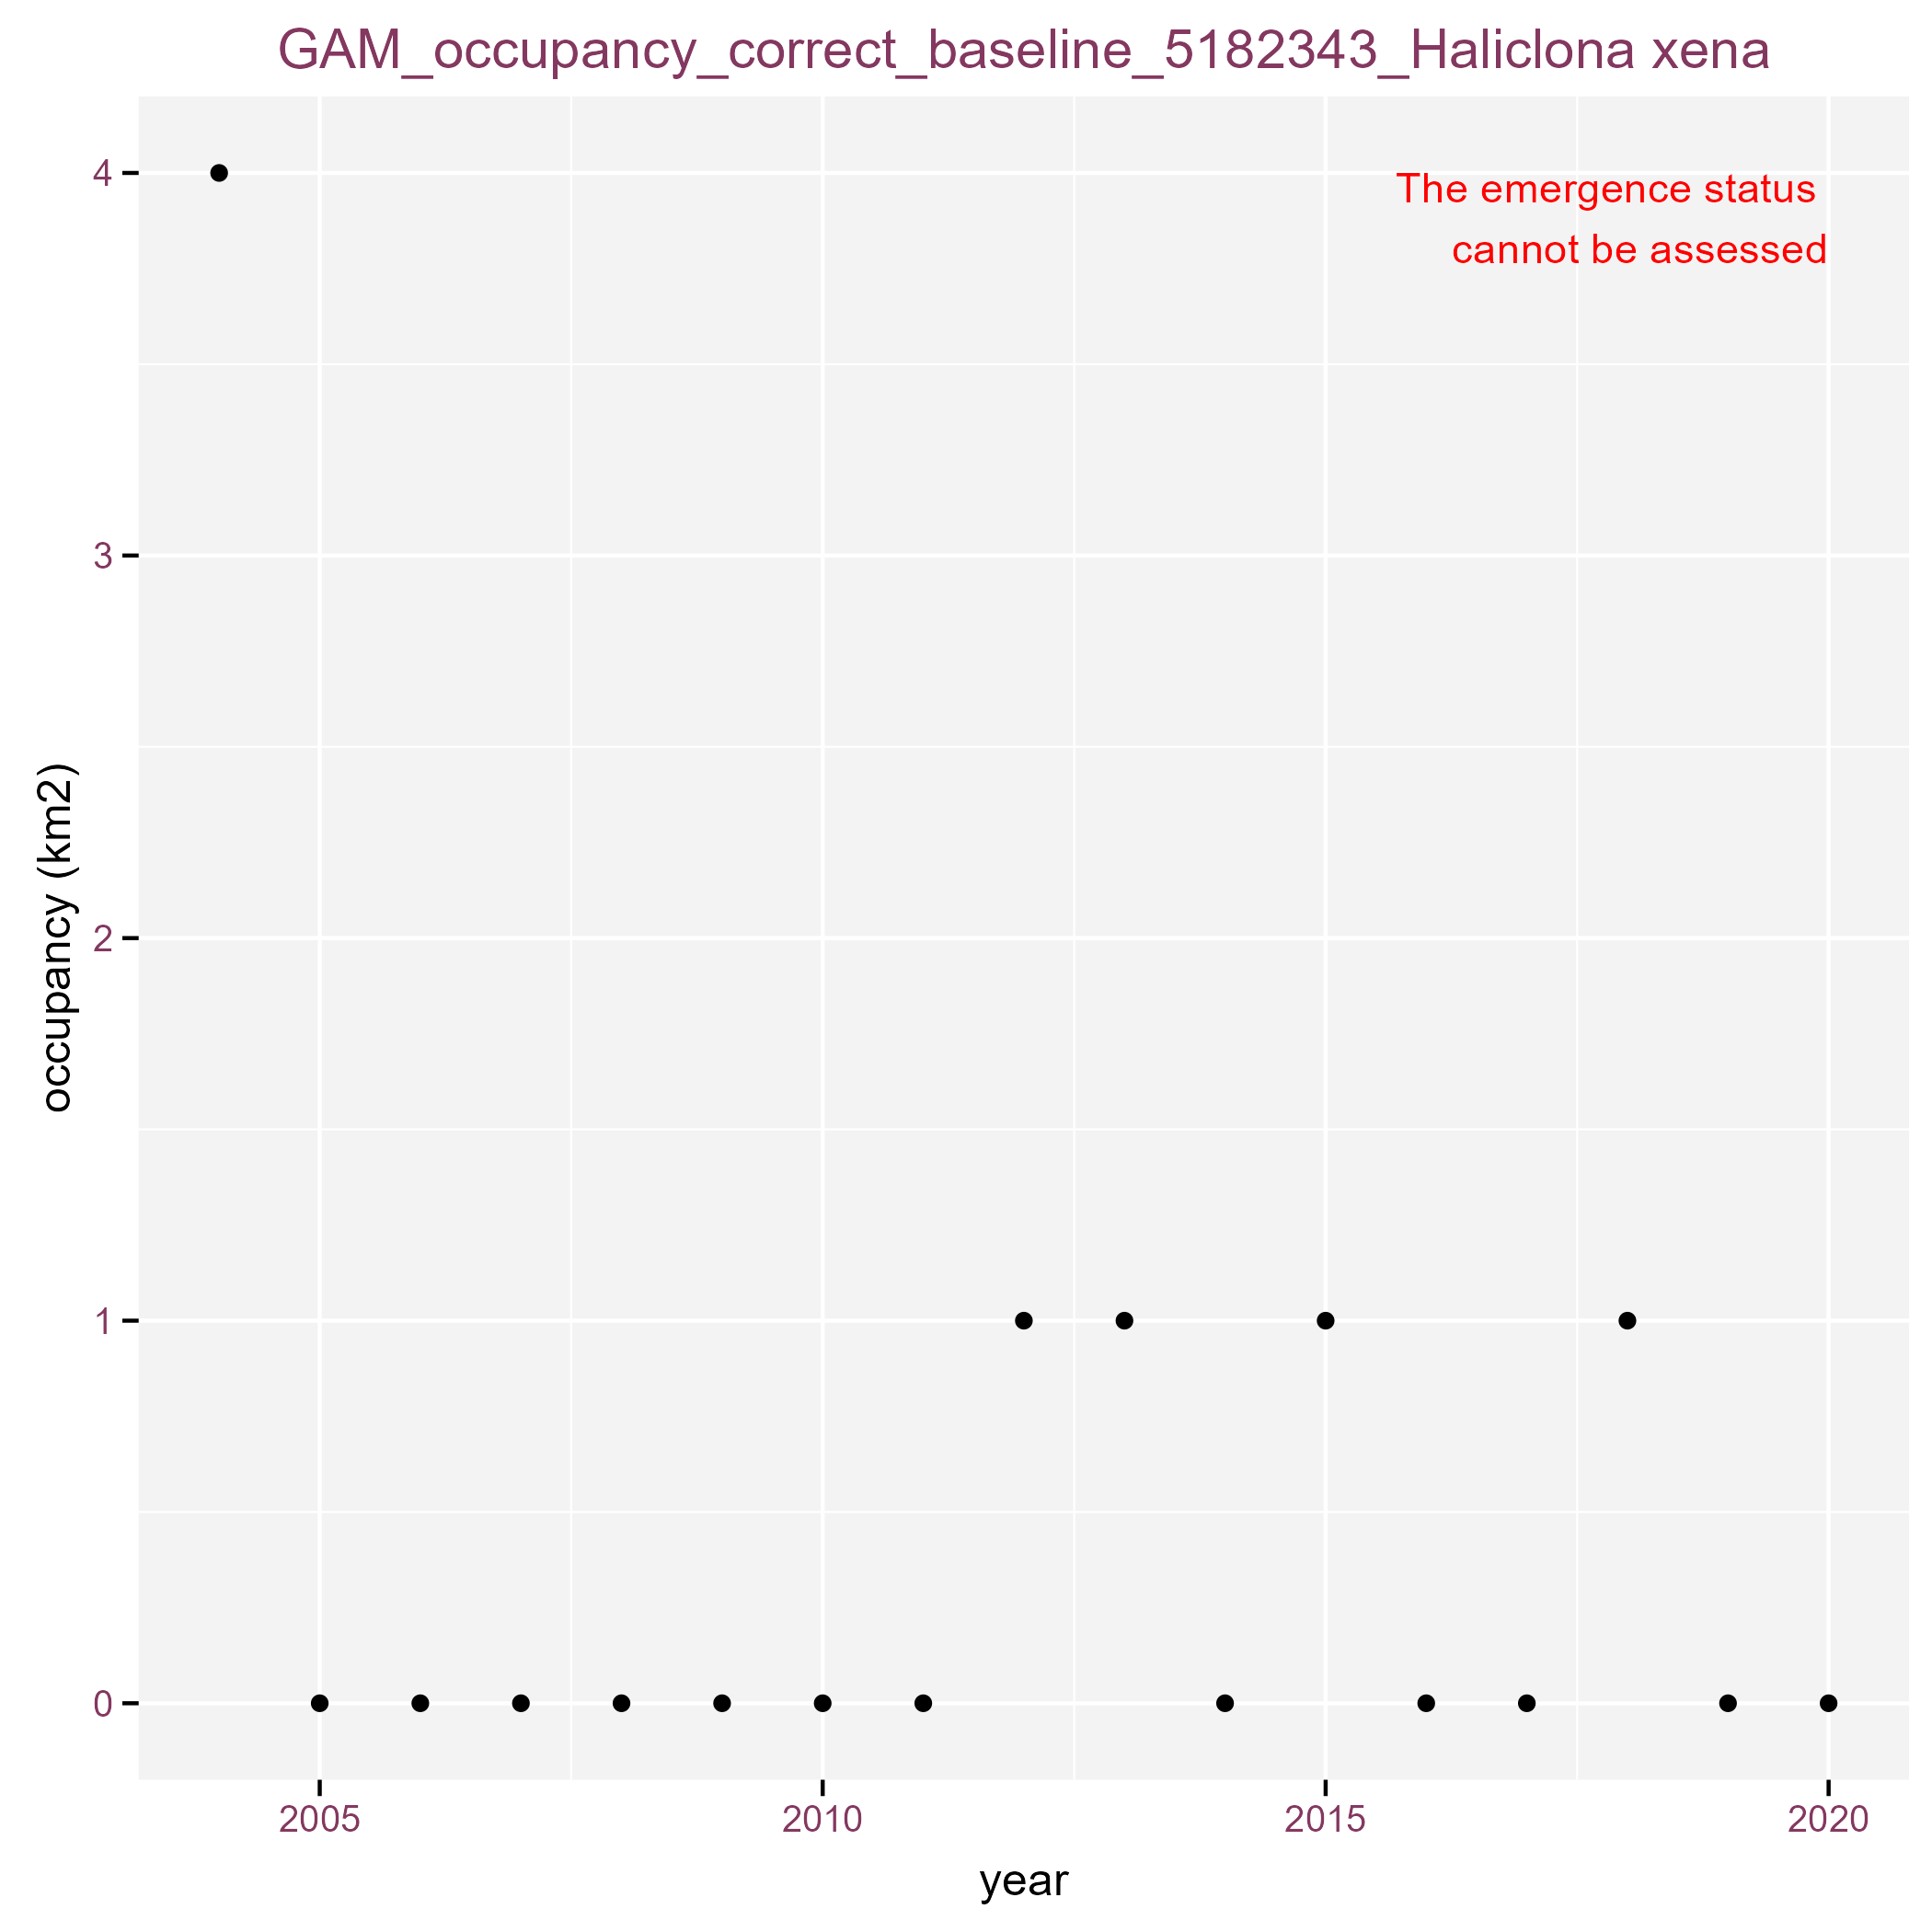 GAM_occupancy_correct_baseline_5182343_Haliclona xena
4
The emergence status
cannot be assessed
3
occupancy (km2)
2
1
0
2005 2010 2015 2020
year